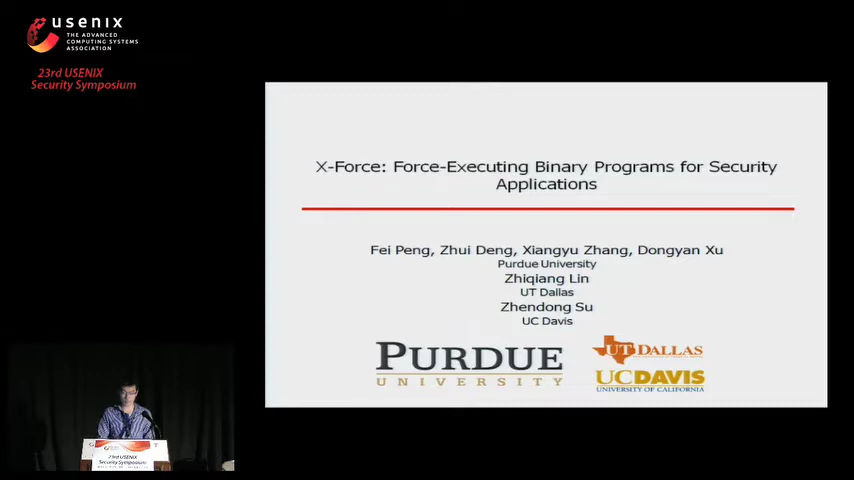 usenix
THE ADVANCED
COMPUTING SYSTEMS
ASSOCIATION
23rd USENIX
Security Symposium
X-Force: Force-Executing Binary Programs for Security
Applications
Fei Peng, Zhui Deng, Xiangyu Zhang, Dongyan Xu
Purdue University
Zhiqiang Lin
UT Dallas
Zhendong Su
UC Davis
PURDUE
UNIVERSITY
UT DALLAS
UCDAVIS
UNIVERSITY OF CALIFORNIA
23rd USENIX
Security Symposium